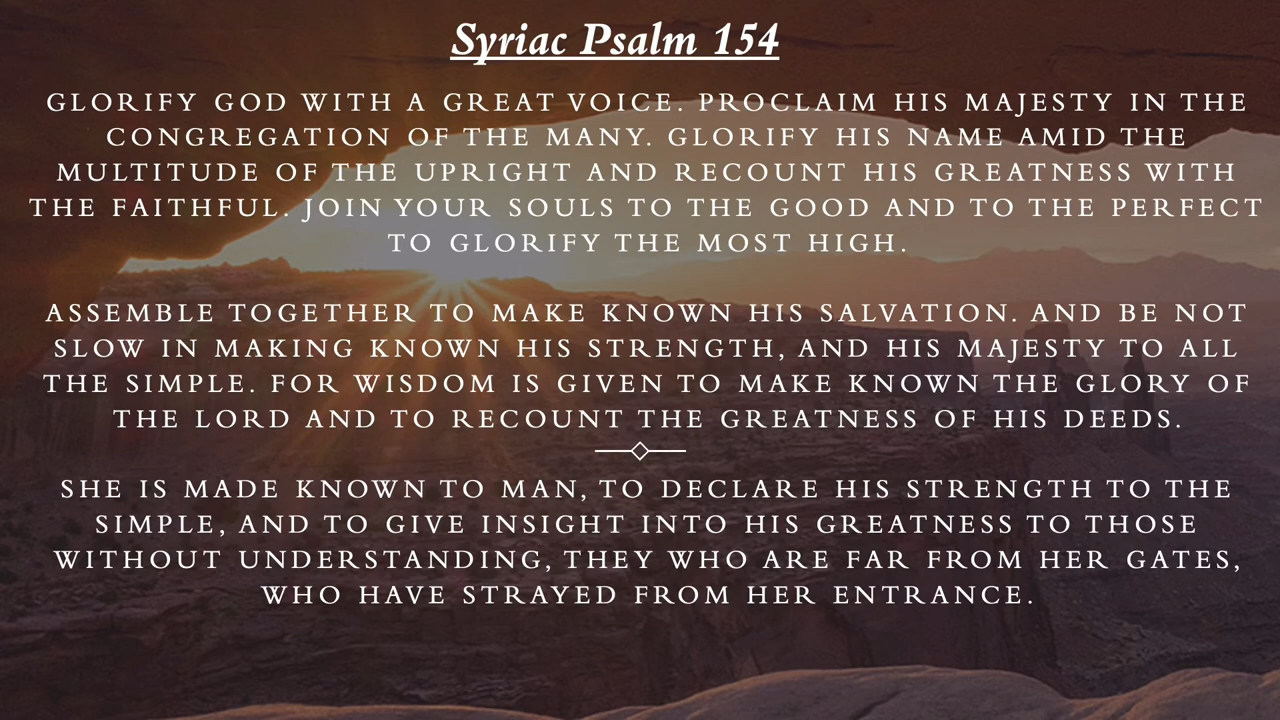 Syriac Psalm 154
GLORIFY GOD WITH A GREAT VOICE. PROCLAIM HIS MAJESTY IN THE
CONGREGATION OF THE MANY. GLORIFY HIS NAME AMID THE
MULTITUDE OF THE UPRIGHT AND RECOUNT HIS GREATNESS WITH
THE FAITHFUL. JOIN YOUR SOULS TO THE GOOD AND TO THE PERFECT
TO GLORIFY THE MOST HIGH.
ASSEMBLE TOGETHER TO MAKE KNOWN HIS SALVATION. AND BE NOT
SLOW IN MAKING KNOWN HIS STRENGTH, AND HIS MAJESTY TO ALL
THE SIMPLE. FOR WISDOM IS GIVEN TO MAKE KNOWN THE GLORY OF
THE LORD AND TO RECOUNT THE GREATNESS OF HIS DEEDS.
SHE IS MADE KNOWN TO MAN, TO DECLARE HIS STRENGTH TO THE
SIMPLE, AND TO GIVE INSIGHT INTO HIS GREATNESS TO THOSE
WITHOUT UNDERSTANDING, THEY WHO ARE FAR FROM HER GATES,
WHO HAVE STRAYED FROM HER ENTRANCE.